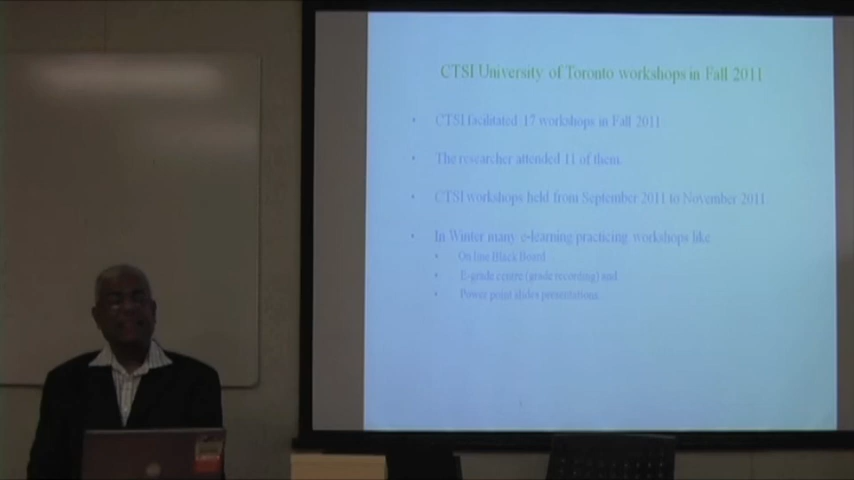 CTSI University of Toronto workshops in Fall 2011
• CTSI facilitated 17 workshops in Fall 2011
• The researcher attended 11 of them.
• CTSI workshops held from September 2011 to November 2011
• In Winter many e-learning practicing workshops like
• On line Black Board
• E-grade centre (grade recording) and
• Power point slides presentations